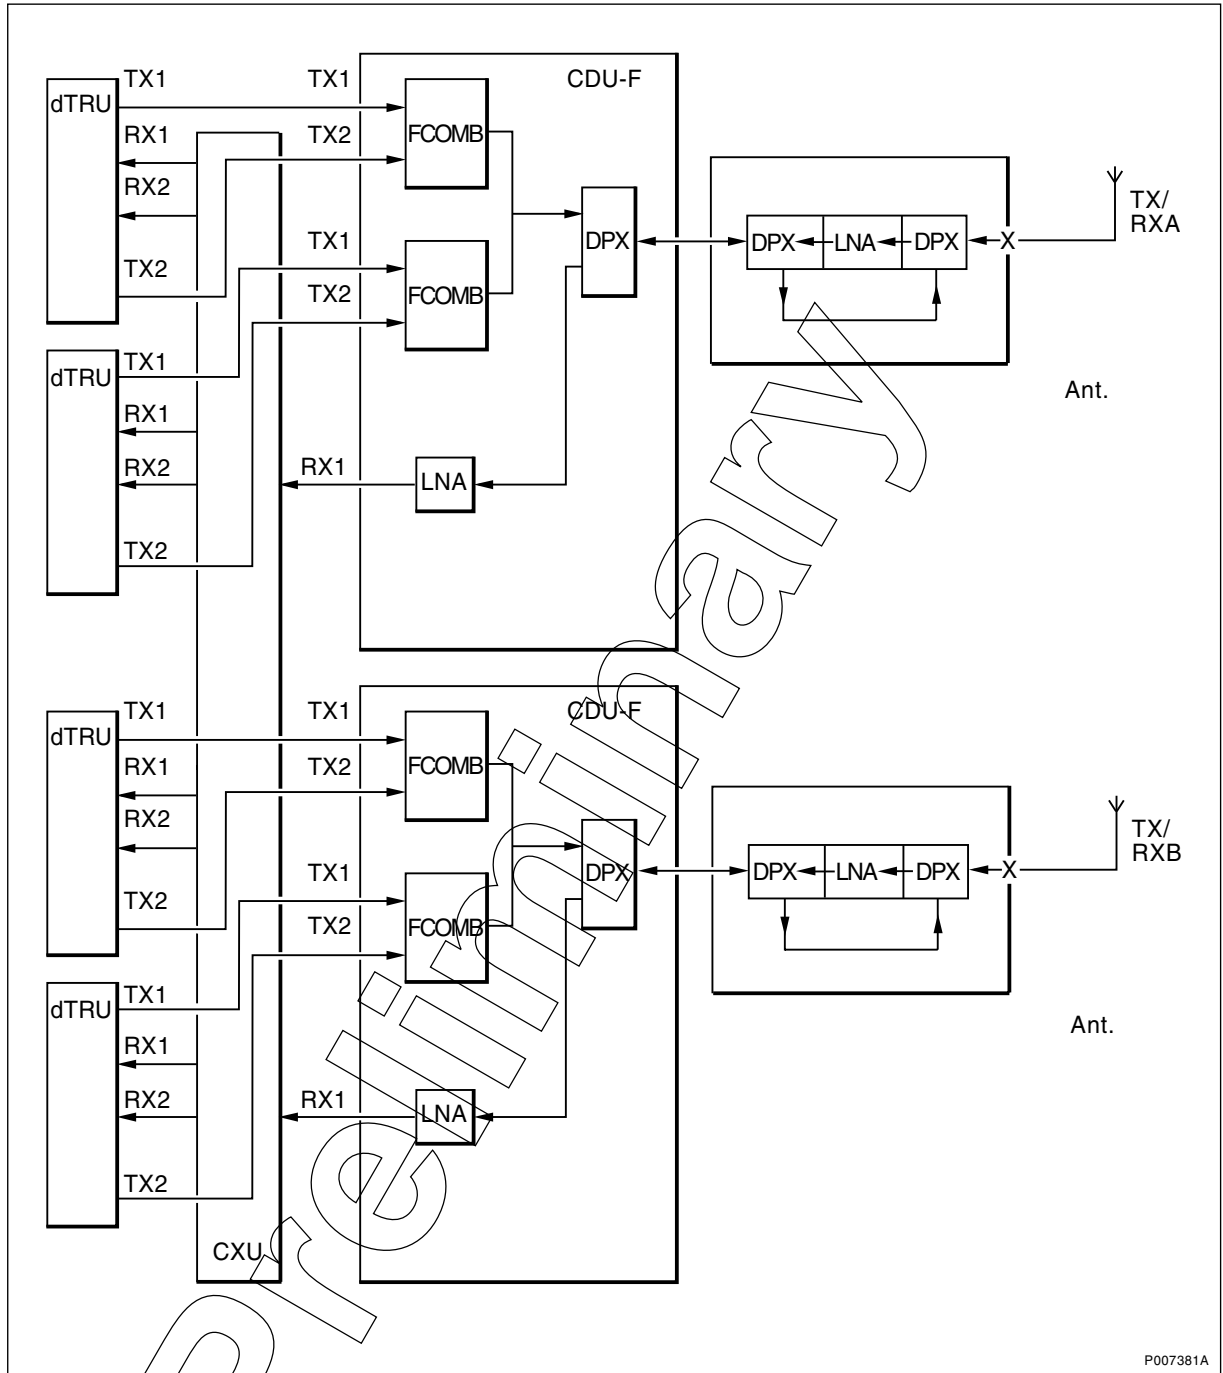 TX1
TX1
CDU-F
dTRU
RX1
TX2
FCOMB
RX2
TX/
RXA
TX1
DPX
DPX
LNA
DPX
X
TX2
TX2
FCOMB
TX1
dTRU
Ant.
RX1
RX2
RX1
LNA
TX2
TX1
TX1
CDU-F
dTRU
RX1
TX2
FCOMB
RX2
TX/
RXB
TX1
DPX
DPX
LNA
DPX
X
TX2
TX2
FCOMB
TX1
dTRU
Ant.
RX1
RX2
RX1
LNA
TX2
CXU
Preliminary
P007381A